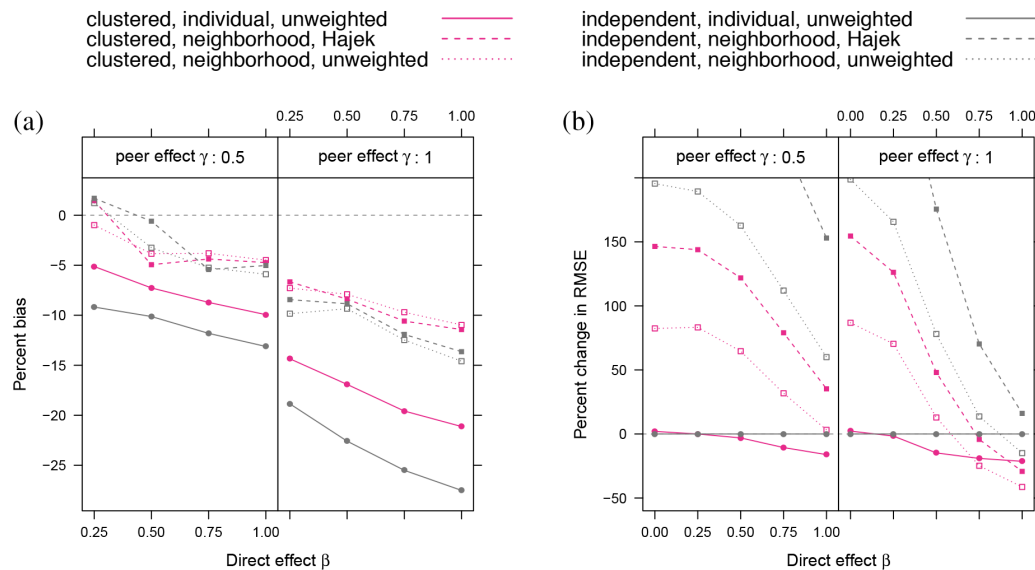 clustered, individual, unweighted
clustered, neighborhood, Hajek
clustered, neighborhood, unweighted
independent, individual, unweighted
independent, neighborhood, Hajek
independent, neighborhood, unweighted
(a)
0.25 0.50 0.75 1.00
peer effect γ : 0.5
peer effect γ : 1
Percent bias
0
-5
-10
-15
-20
-25
0.25 0.50 0.75 1.00
Direct effect β
(b)
0.00 0.25 0.50 0.75 1.00
peer effect γ : 0.5
peer effect γ : 1
Percent change in RMSE
150
100
50
0
−50
0.00 0.25 0.50 0.75 1.00
Direct effect β